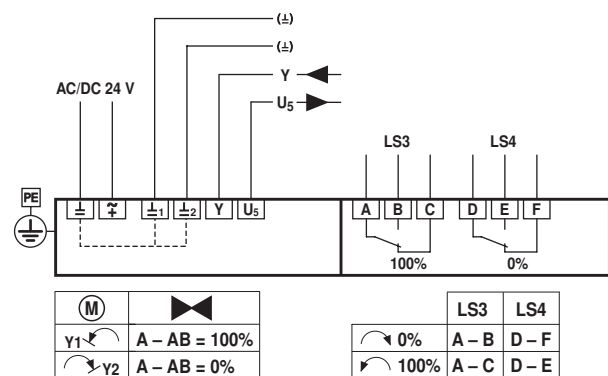 (⊥)
(⊥)
Y
AC/DC 24 V
U5
LS3 LS4
PE
⊥ ~+ ⊥1 ⊥2 Y U5 A B C D E F
100% 0%
M
LS3 LS4
Y1 A – AB = 100%
0% A – B D – F
Y2 A – AB = 0%
100% A – C D – E